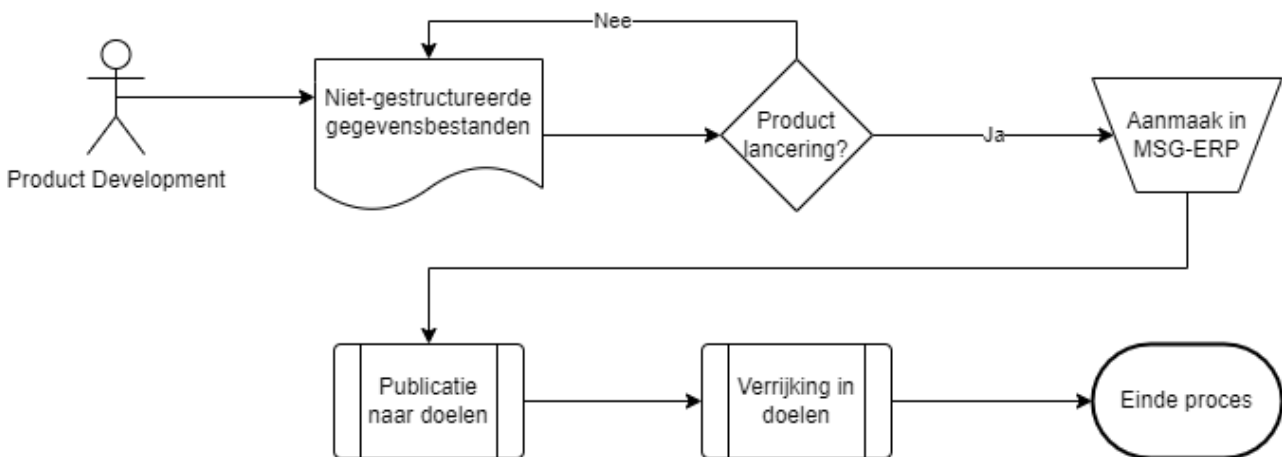 Nee
Niet-gestructureerde
gegevensbestanden
Product
lancering?
Ja
Aanmaak in
MSG-ERP
Product Development
Publicatie
naar doelen
Verrijking in
doelen
Einde proces